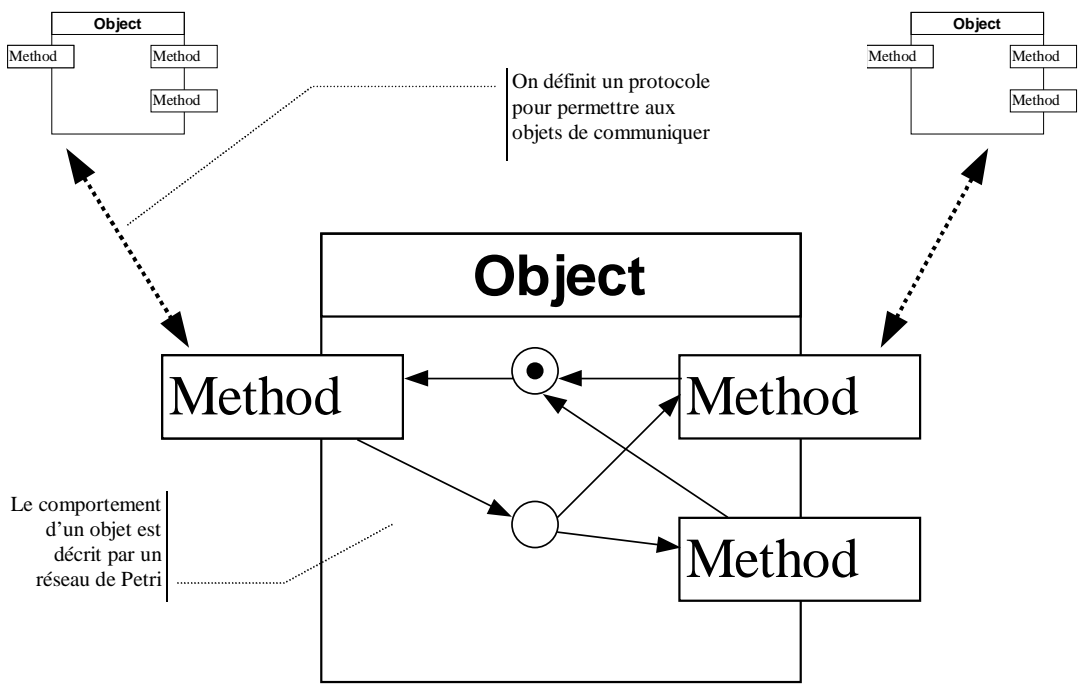 Object
Method
Method
Method
Object
Method
Method
Method
On définit un protocole
pour permettre aux
objets de communiquer
Object
Method
Method
Method
Le comportement
d’un objet est
décrit par un
réseau de Petri